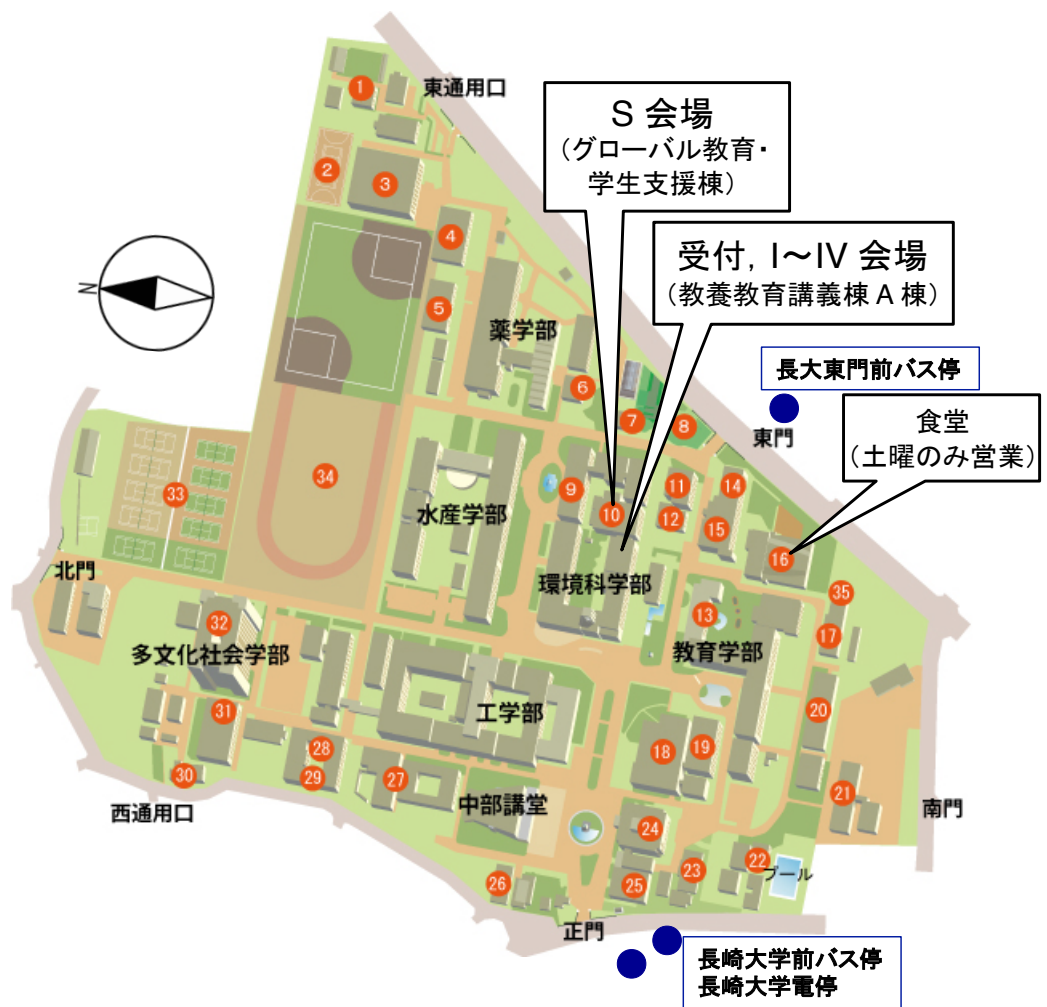 東通用口
1
S 会場
(グローバル教育・
学生支援棟)
2
3
4
受付, I～IV 会場
(教養教育講義棟 A 棟)
N
5
薬学部
長大東門前バス停
6
7
8
東門
食堂
(土曜のみ営業)
34
33
水産学部
9
10
11
12
14
15
16
北門
環境科学部
13
35
17
32
多文化社会学部
教育学部
31
工学部
18
19
20
28
29
27
30
西通用口
中部講堂
24
21
南門
26
25
23
22
プール
正門
長崎大学前バス停
長崎大学電停